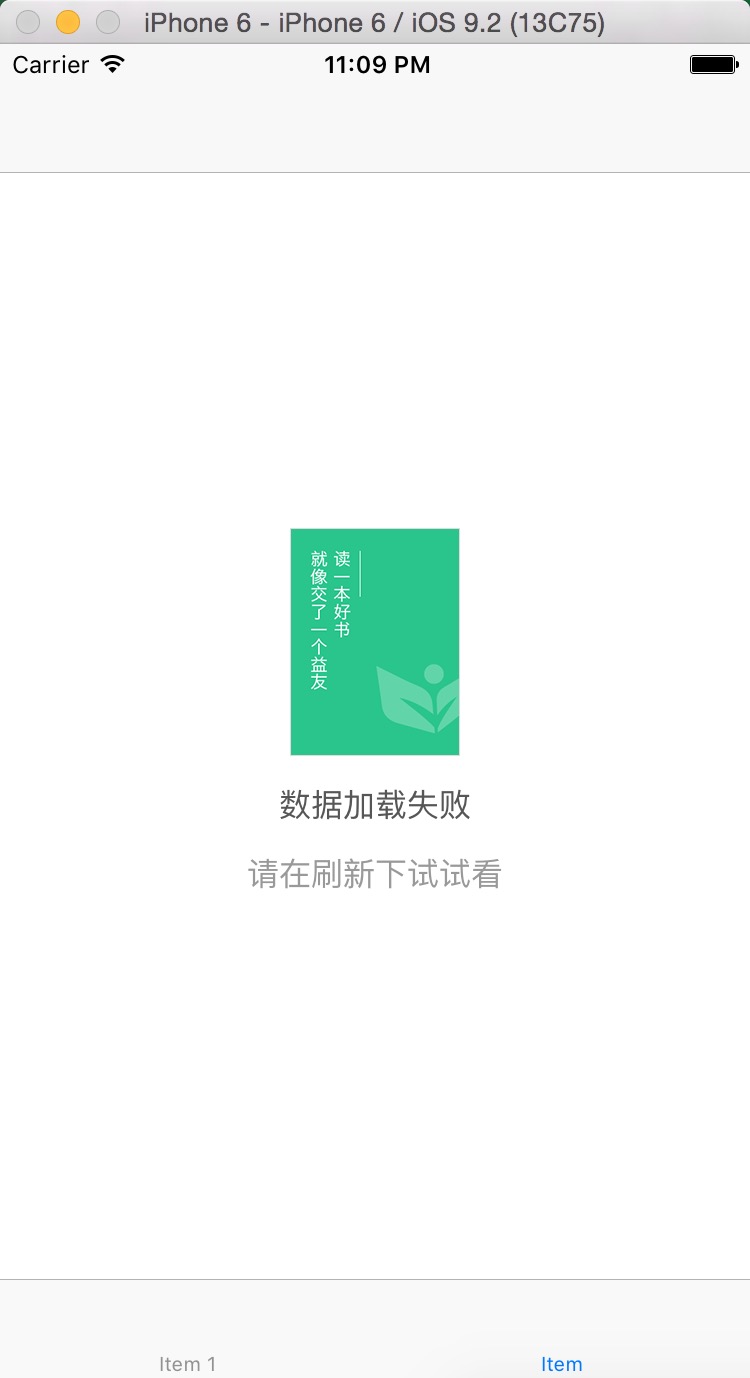 iPhone 6 - iPhone 6 / iOS 9.2 (13C75)
Carrier 11:09 PM
读一本好书
就像交了一个益友
数据加载失败
请在刷新下试试看
Item 1 Item